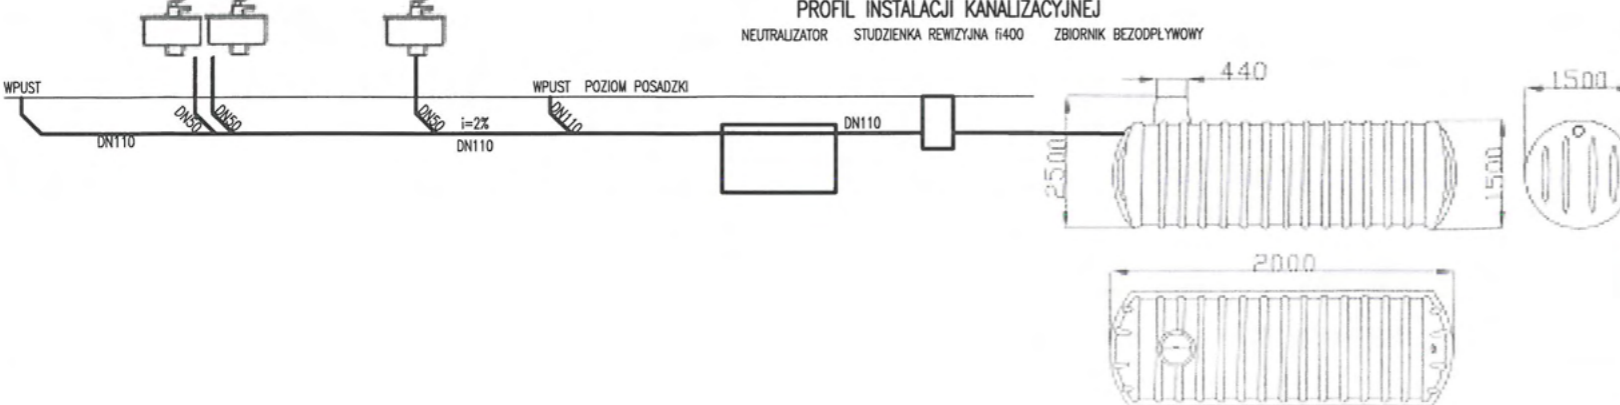 PROFIL INSTALACJI KANALIZACYJNEJ
NEUTRALIZATOR STUDZIENKA REWIZYJNA fi400 ZBIORNIK BEZODPŁYWOWY
WPUST
WPUST POZIOM POSADZKI
440
1500
DN50
DN50
DN50
i=2%
DN110
DN110
DN110
DN110
2500
1500
2000